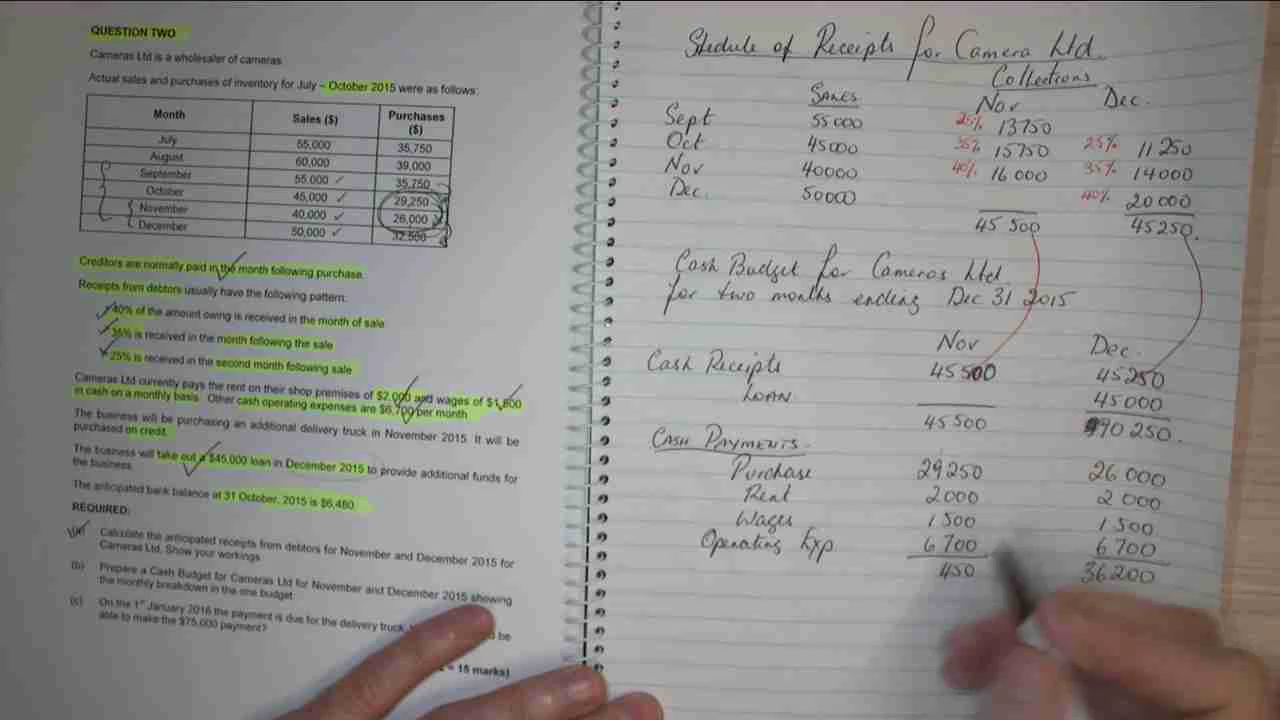 QUESTION TWO
Cameras Ltd is a wholesaler of cameras
Actual sales and purchases of inventory for July – October 2015 were as follows:
Month Sales ($) Purchases ($)
July 55,000 35,750
August 60,000 39,000
September 55,000 35,750
October 45,000 29,250
November 40,000 26,000
December 50,000 32,500
Creditors are normally paid in the month following purchase.
Receipts from debtors usually have the following pattern:
40% of the amount owing is received in the month of sale
35% is received in the month following the sale
25% is received in the second month following sale
Cameras Ltd currently pays the rent on their shop premises of $2,000 and wages of $1,500
in cash on a monthly basis. Other cash operating expenses are $6,700 per month
The business will be purchasing an additional delivery truck in November 2015. It will be
purchased on credit.
The business will take out a $45,000 loan in December 2015 to provide additional funds for
the business.
The anticipated bank balance at 31 October, 2015 is $6,480
REQUIRED:
(a) Calculate the anticipated receipts from debtors for November and December 2015 for
Cameras Ltd. Show your workings.
(b) Prepare a Cash Budget for Cameras Ltd for November and December 2015 showing
the monthly breakdown in the one budget.
(c) On the 1st January 2016 the payment is due for the delivery truck. be
able to make the $75,000 payment?
= 15 marks)
Shedule of Receipts for Camera Ltd.
Collections
SALES Nov Dec.
Sept 55000 25% 13750
Oct 45000 35% 15750 25% 11250
Nov 40000 40% 16000 35% 14000
Dec. 50000 40% 20000
45 500 45250.
Cash Budget for Cameras Ltd
for two months ending Dec 31 2015
Nov Dec.
Cash Receipts 45500 45250
LOAN 45000
45500 90250.
CASH PAYMENTS.
Purchase 29250 26000
Rent 2000 2000
Wages 1500 1500
Operating Exp. 6700 6700
450 36200